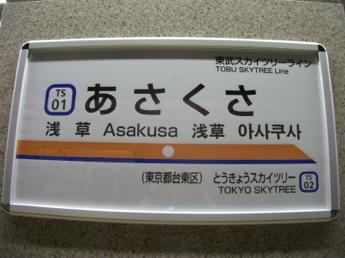 東武スカイツリーライン
TOBU SKYTREE Line
TS
01
あさくさ
浅 草 Asakusa 浅草 아사쿠사
(東京都台東区) とうきょうスカイツリー
TOKYO SKYTREE
TS
02